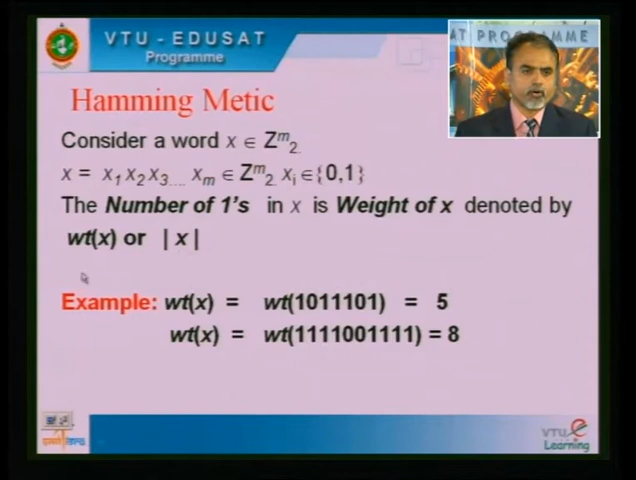 VTU - EDUSAT
Programme
AT PROGRAMME
Hamming Metic
Consider a word x ∈ Zᵐ₂
x = x₁ x₂ x₃.... xₘ ∈ Zᵐ₂ xᵢ ∈ {0,1}
The Number of 1's in x is Weight of x denoted by
wt(x) or | x |
Example: wt(x) = wt(1011101) = 5
wt(x) = wt(1111001111) = 8
VTU e
Learning